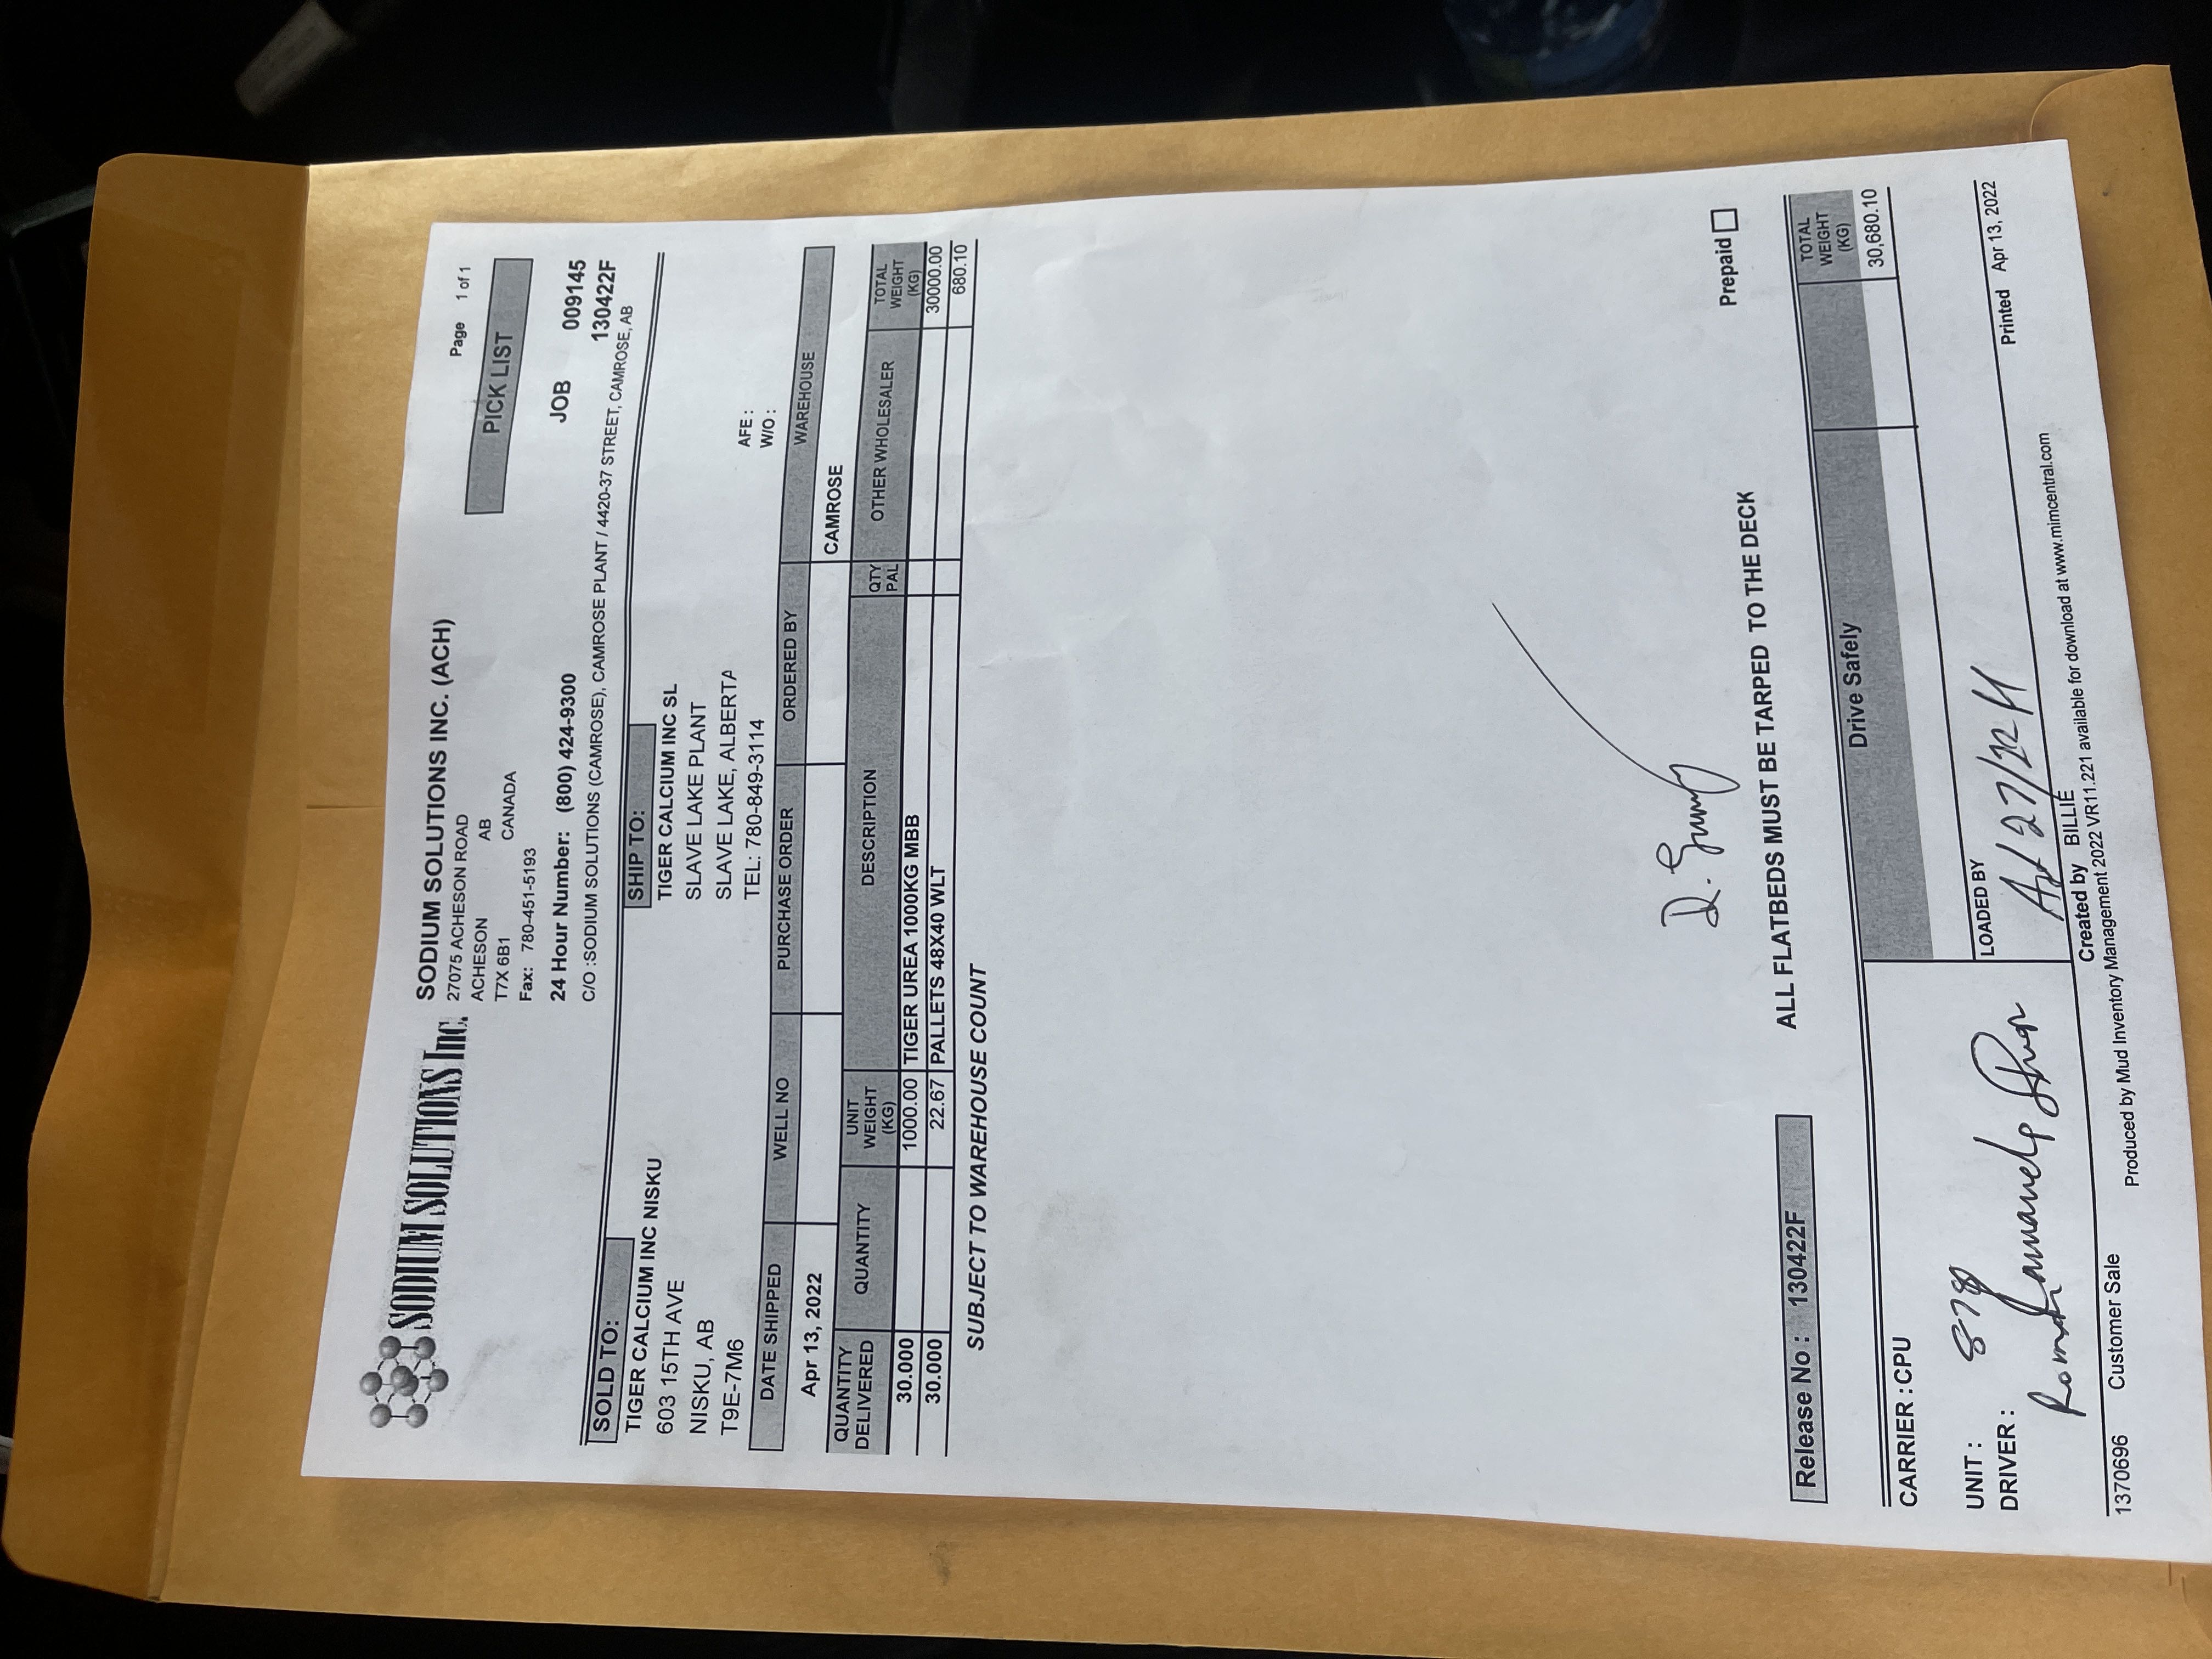 SODIUM SOLUTIONS Inc.
SODIUM SOLUTIONS INC. (ACH)
27075 ACHESON ROAD
ACHESON AB
T7X 6B1 CANADA
Fax: 780-451-5193
24 Hour Number: (800) 424-9300
C/O :SODIUM SOLUTIONS (CAMROSE), CAMROSE PLANT / 4420-37 STREET, CAMROSE, AB
Page 1 of 1
PICK LIST
JOB 009145
130422F
SOLD TO:
TIGER CALCIUM INC NISKU
603 15TH AVE
NISKU, AB
T9E-7M6
SHIP TO:
TIGER CALCIUM INC SL
SLAVE LAKE PLANT
SLAVE LAKE, ALBERTA
TEL: 780-849-3114
AFE :
W/O :
DATE SHIPPED WELL NO PURCHASE ORDER ORDERED BY WAREHOUSE
Apr 13, 2022 CAMROSE
QUANTITY DELIVERED QUANTITY UNIT WEIGHT (KG) DESCRIPTION QTY PAL OTHER WHOLESALER TOTAL WEIGHT (KG)
30.000 1000.00 TIGER UREA 1000KG MBB 30000.00
30.000 22.67 PALLETS 48X40 WLT 680.10
SUBJECT TO WAREHOUSE COUNT
D.
Prepaid
ALL FLATBEDS MUST BE TARPED TO THE DECK
Release No : 130422F
Drive Safely
TOTAL WEIGHT (KG)
30,680.10
CARRIER : CPU
UNIT : 878
DRIVER :
LOADED BY
27/22
Printed Apr 13, 2022
Created by BILLIE
1370696 Customer Sale
Produced by Mud Inventory Management 2022 VR11.221 available for download at www.mimcentral.com